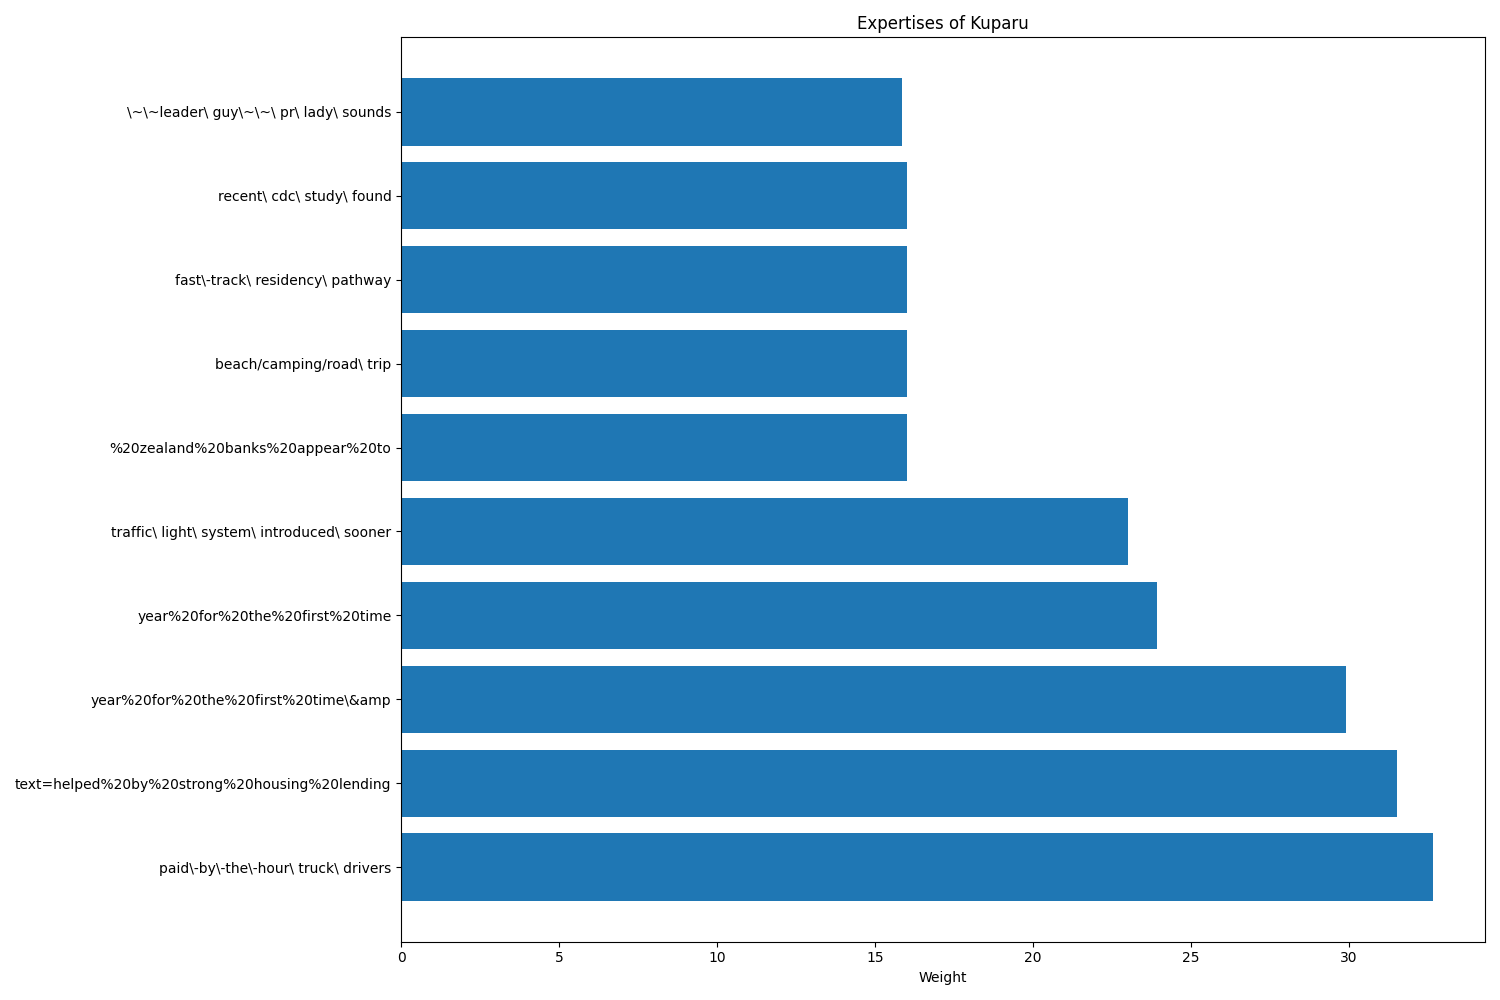 Expertises of Kuparu
\~\~leader\ guy\~\~\ pr\ lady\ sounds
recent\ cdc\ study\ found
fast\-track\ residency\ pathway
beach/camping/road\ trip
%20zealand%20banks%20appear%20to
traffic\ light\ system\ introduced\ sooner
year%20for%20the%20first%20time
year%20for%20the%20first%20time\&amp
text=helped%20by%20strong%20housing%20lending
paid\-by\-the\-hour\ truck\ drivers
0 5 10 15 20 25 30
Weight